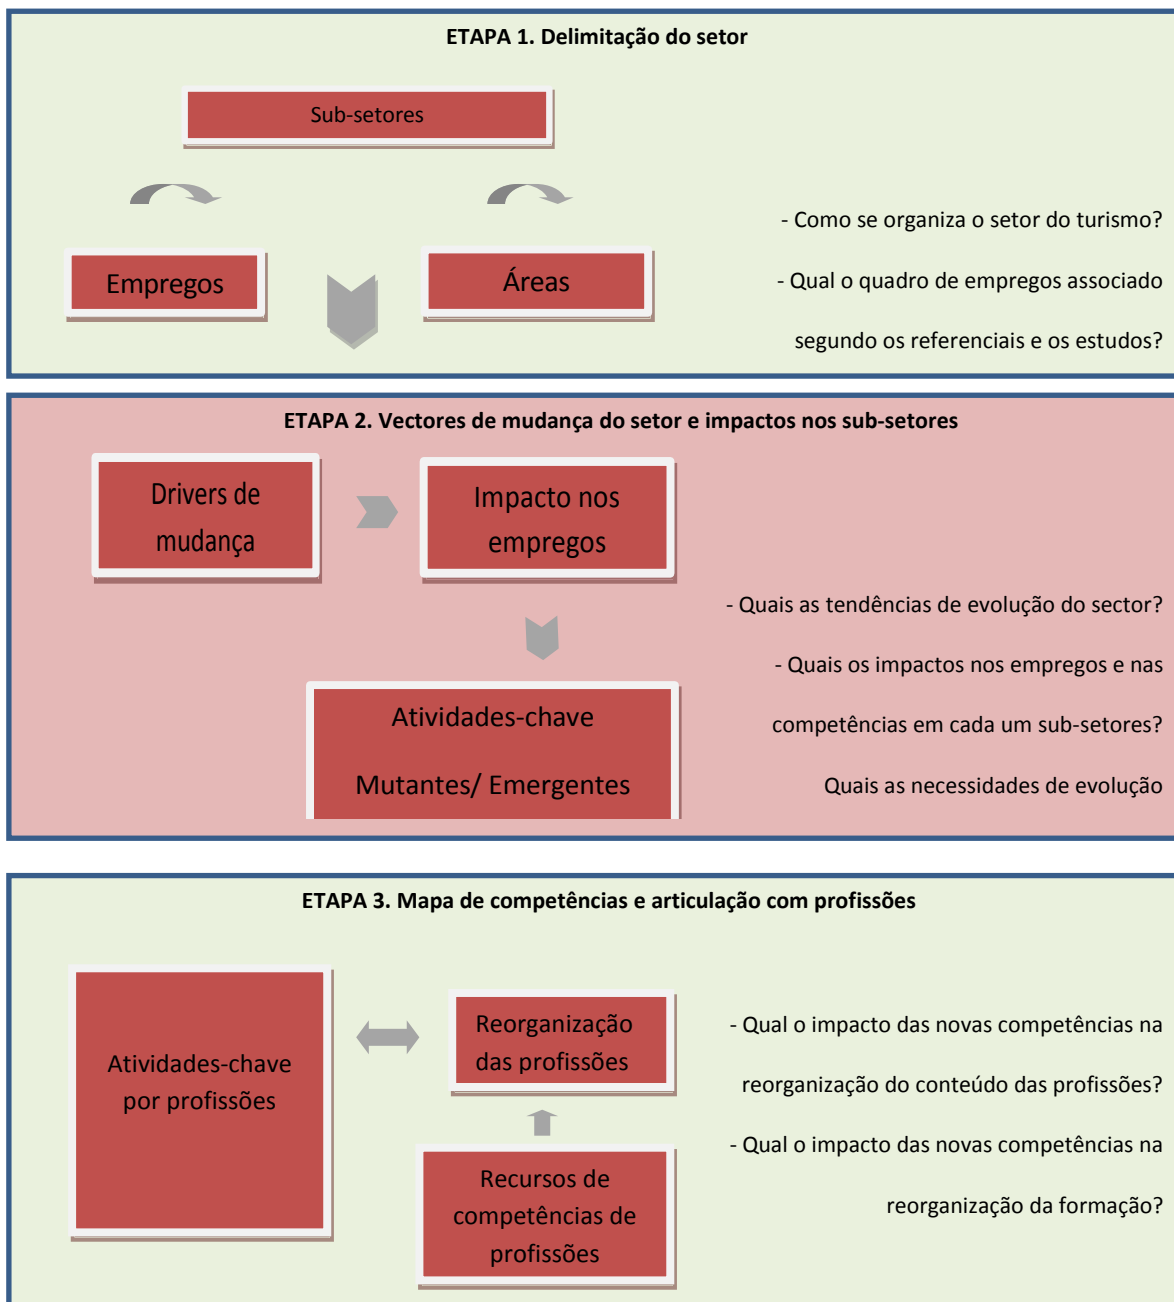 ETAPA 1. Delimitação do setor
Sub-setores
Empregos
Áreas
- Como se organiza o setor do turismo?
- Qual o quadro de empregos associado
segundo os referenciais e os estudos?
ETAPA 2. Vectores de mudança do setor e impactos nos sub-setores
Drivers de
mudança
Impacto nos
empregos
Atividades-chave
Mutantes/ Emergentes
- Quais as tendências de evolução do sector?
- Quais os impactos nos empregos e nas
competências em cada um sub-setores?
Quais as necessidades de evolução
ETAPA 3. Mapa de competências e articulação com profissões
Atividades-chave
por profissões
Reorganização
das profissões
Recursos de
competências de
profissões
- Qual o impacto das novas competências na
reorganização do conteúdo das profissões?
- Qual o impacto das novas competências na
reorganização da formação?